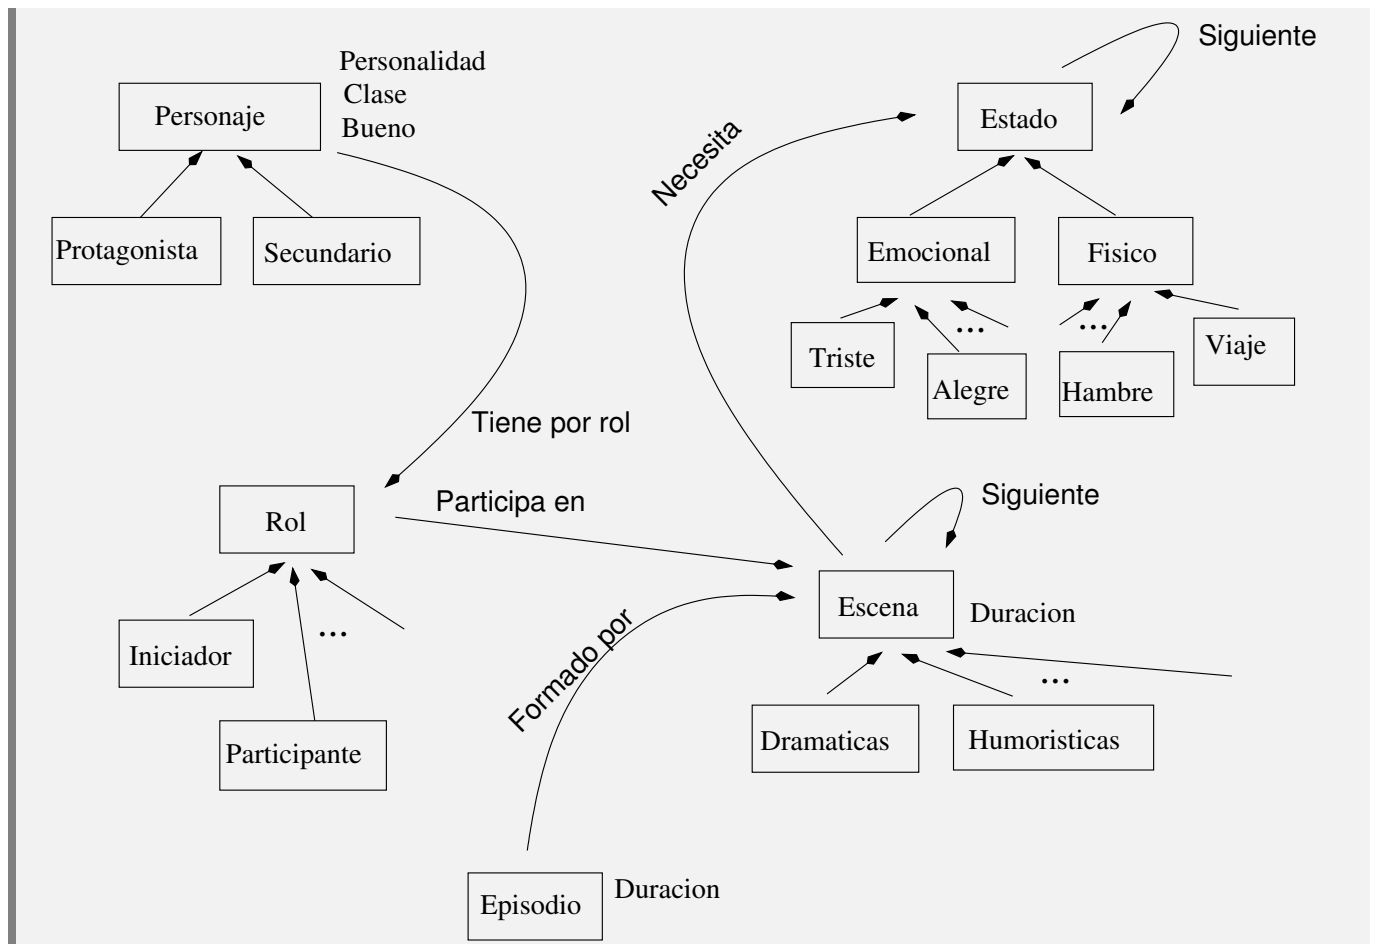 Siguiente
Personalidad
Clase
Bueno
Personaje
Estado
Necesita
Protagonista
Secundario
Emocional
Fisico
...
...
Triste
Alegre
Hambre
Viaje
Tiene por rol
Participa en
Siguiente
Rol
Escena
Duracion
Formado por
...
Iniciador
Participante
...
Dramaticas
Humoristicas
Episodio
Duracion